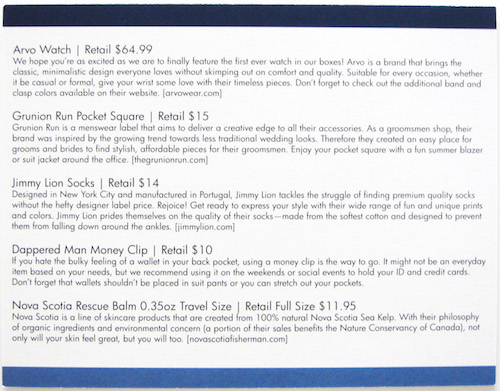 Arvo Watch | Retail $64.99
We hope you're as excited as we are to finally feature the first ever watch in our boxes! Arvo is a brand that brings the
classic, minimalistic design everyone loves without skimping out on comfort and quality. Suitable for every occasion, whether
it be casual or formal, give your wrist some love with their timeless pieces. Don't forget to check out the additional band and
clasp colors available on their website. [arvowear.com]
Grunion Run Pocket Square | Retail $15
Grunion Run is a menswear label that aims to deliver a creative edge to all their accessories. As a groomsmen shop, their
brand was inspired by the growing trend towards less traditional wedding looks. Therefore they created an easy place for
grooms and brides to find stylish, affordable pieces for their groomsmen. Enjoy your pocket square with a fun summer blazer
or suit jacket around the office. [thegrunionrun.com]
Jimmy Lion Socks | Retail $14
Designed in New York City and manufactured in Portugal, Jimmy Lion tackles the struggle of finding premium quality socks
without the hefty designer label price. Rejoice! Get ready to express your style with their wide range of fun and unique prints
and colors. Jimmy Lion prides themselves on the quality of their socks—made from the softest cotton and designed to prevent
them from falling down around the ankles. [jimmylion.com]
Dappered Man Money Clip | Retail $10
If you hate the bulky feeling of a wallet in your back pocket, using a money clip is the way to go. It might not be an everyday
item based on your needs, but we recommend using it on the weekends or social events to hold your ID and credit cards.
Don't forget that wallets shouldn't be placed in suit pants or you can stretch out your pockets.
Nova Scotia Rescue Balm 0.35oz Travel Size | Retail Full Size $11.95
Nova Scotia is a line of skincare products that are created from 100% natural Nova Scotia Sea Kelp. With their philosophy
of organic ingredients and environmental concern (a portion of their sales benefits the Nature Conservancy of Canada), not
only will your skin feel great, but you will too. [novascotiafisherman.com]